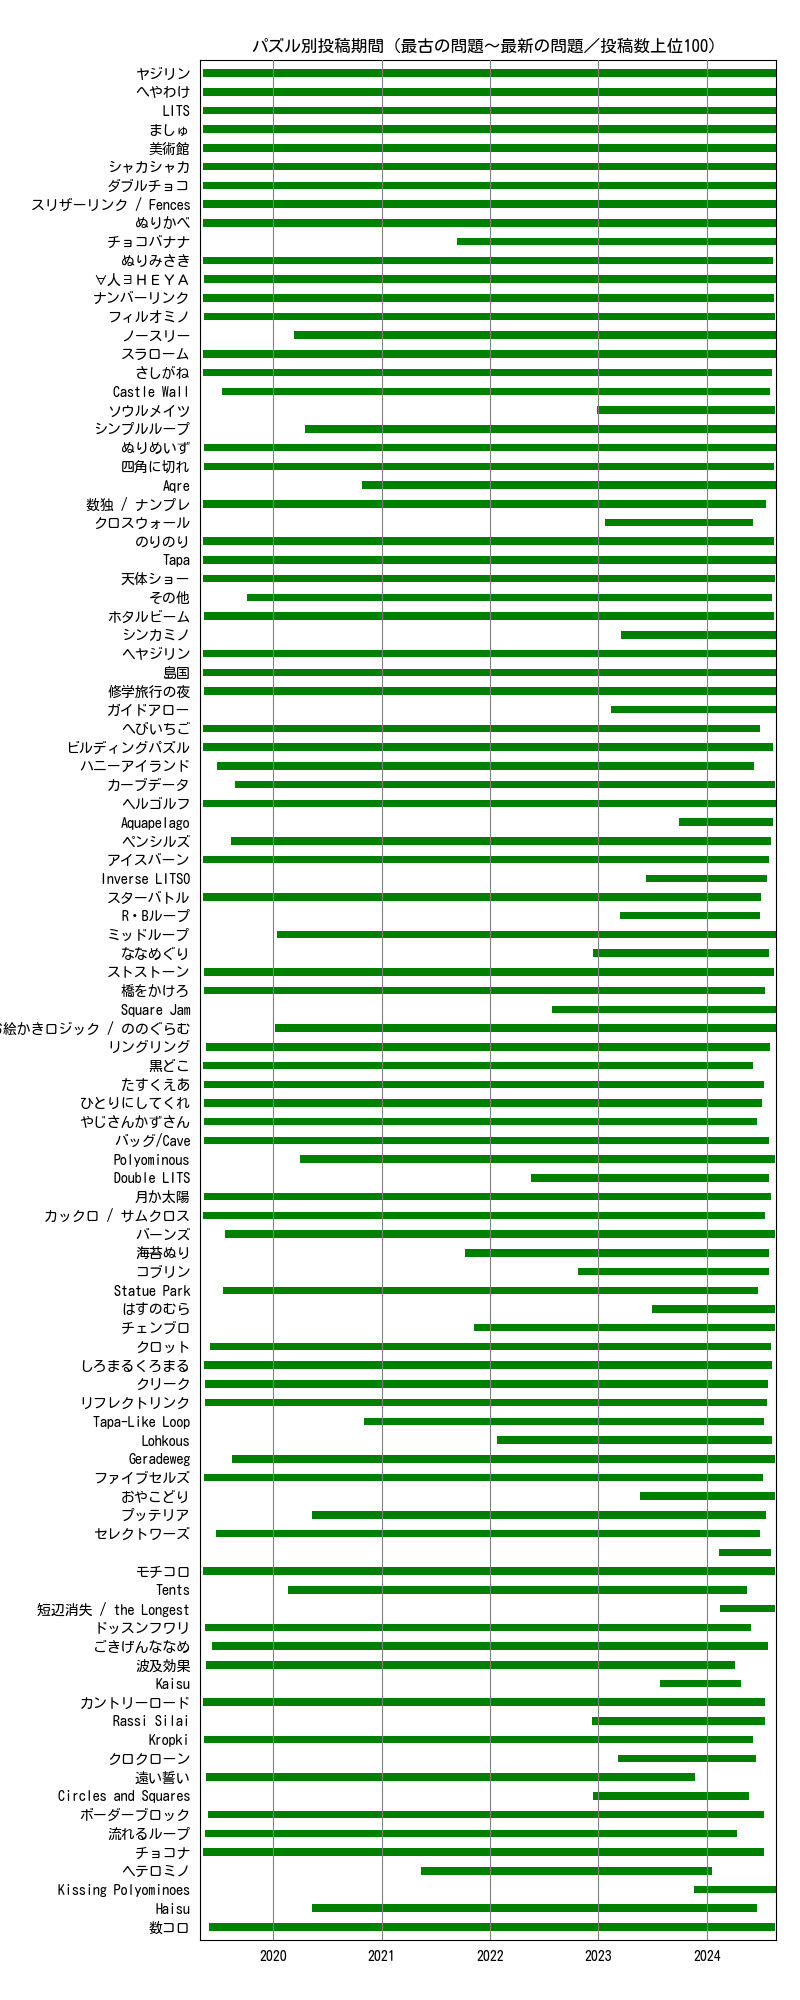 パズル別投稿期間 (最古の問題～最新の問題／投稿数上位100)
ヤジリン
へやわけ
LITS
ましゅ
美術館
シャカシャカ
ダブルチョコ
スリザーリンク / Fences
ぬりかべ
チョコバナナ
ぬりみさき
∀人∃ＨＥＹＡ
ナンバーリンク
フィルオミノ
ノースリー
スラローム
さしがね
Castle Wall
ソウルメイツ
シンプルループ
ぬりめいず
四角に切れ
Aqre
数独 / ナンプレ
クロスウォール
のりのり
Tapa
天体ショー
その他
ホタルビーム
シンカミノ
ヘヤジリン
島国
修学旅行の夜
ガイドアロー
へびいちご
ビルディングパズル
ハニーアイランド
カーブデータ
ヘルゴルフ
Aquapelago
ペンシルズ
アイスバーン
Inverse LITSO
スターバトル
R・Bループ
ミッドループ
ななめぐり
ストストーン
橋をかけろ
Square Jam
絵かきロジック / ののぐらむ
リングリング
黒どこ
たすくえあ
ひとりにしてくれ
やじさんかずさん
バッグ/Cave
Polyominous
Double LITS
月か太陽
カックロ / サムクロス
バーンズ
海苔ぬり
コブリン
Statue Park
はすのむら
チェンブロ
クロット
しろまるくろまる
クリーク
リフレクトリンク
Tapa-Like Loop
Lohkous
Geradeweg
ファイブセルズ
おやこどり
プッテリア
セレクトワーズ
モチコロ
Tents
短辺消失 / the Longest
ドッスンフワリ
ごきげんななめ
波及効果
Kaisu
カントリーロード
Rassi Silai
Kropki
クロクローン
遠い誓い
Circles and Squares
ボーダーブロック
流れるループ
チョコナ
ヘテロミノ
Kissing Polyominoes
Haisu
数コロ
2020 2021 2022 2023 2024